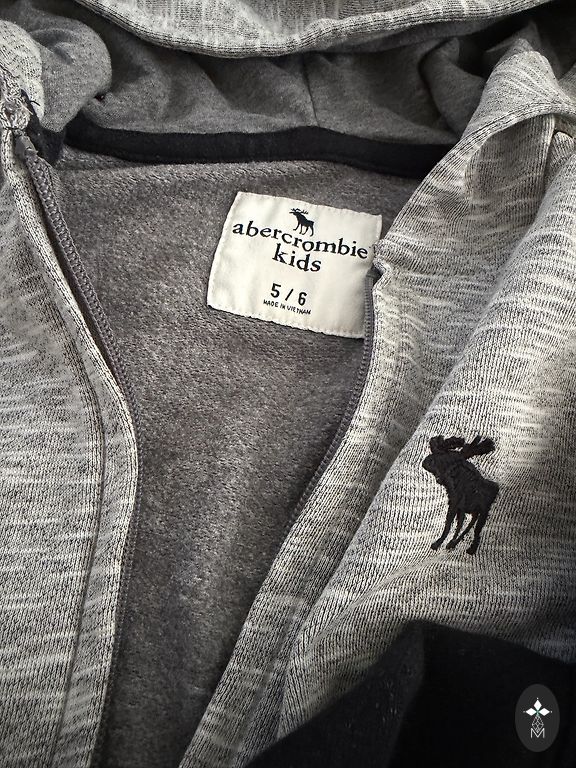 abercrombie
kids
5/6
MADE IN VIETNAM